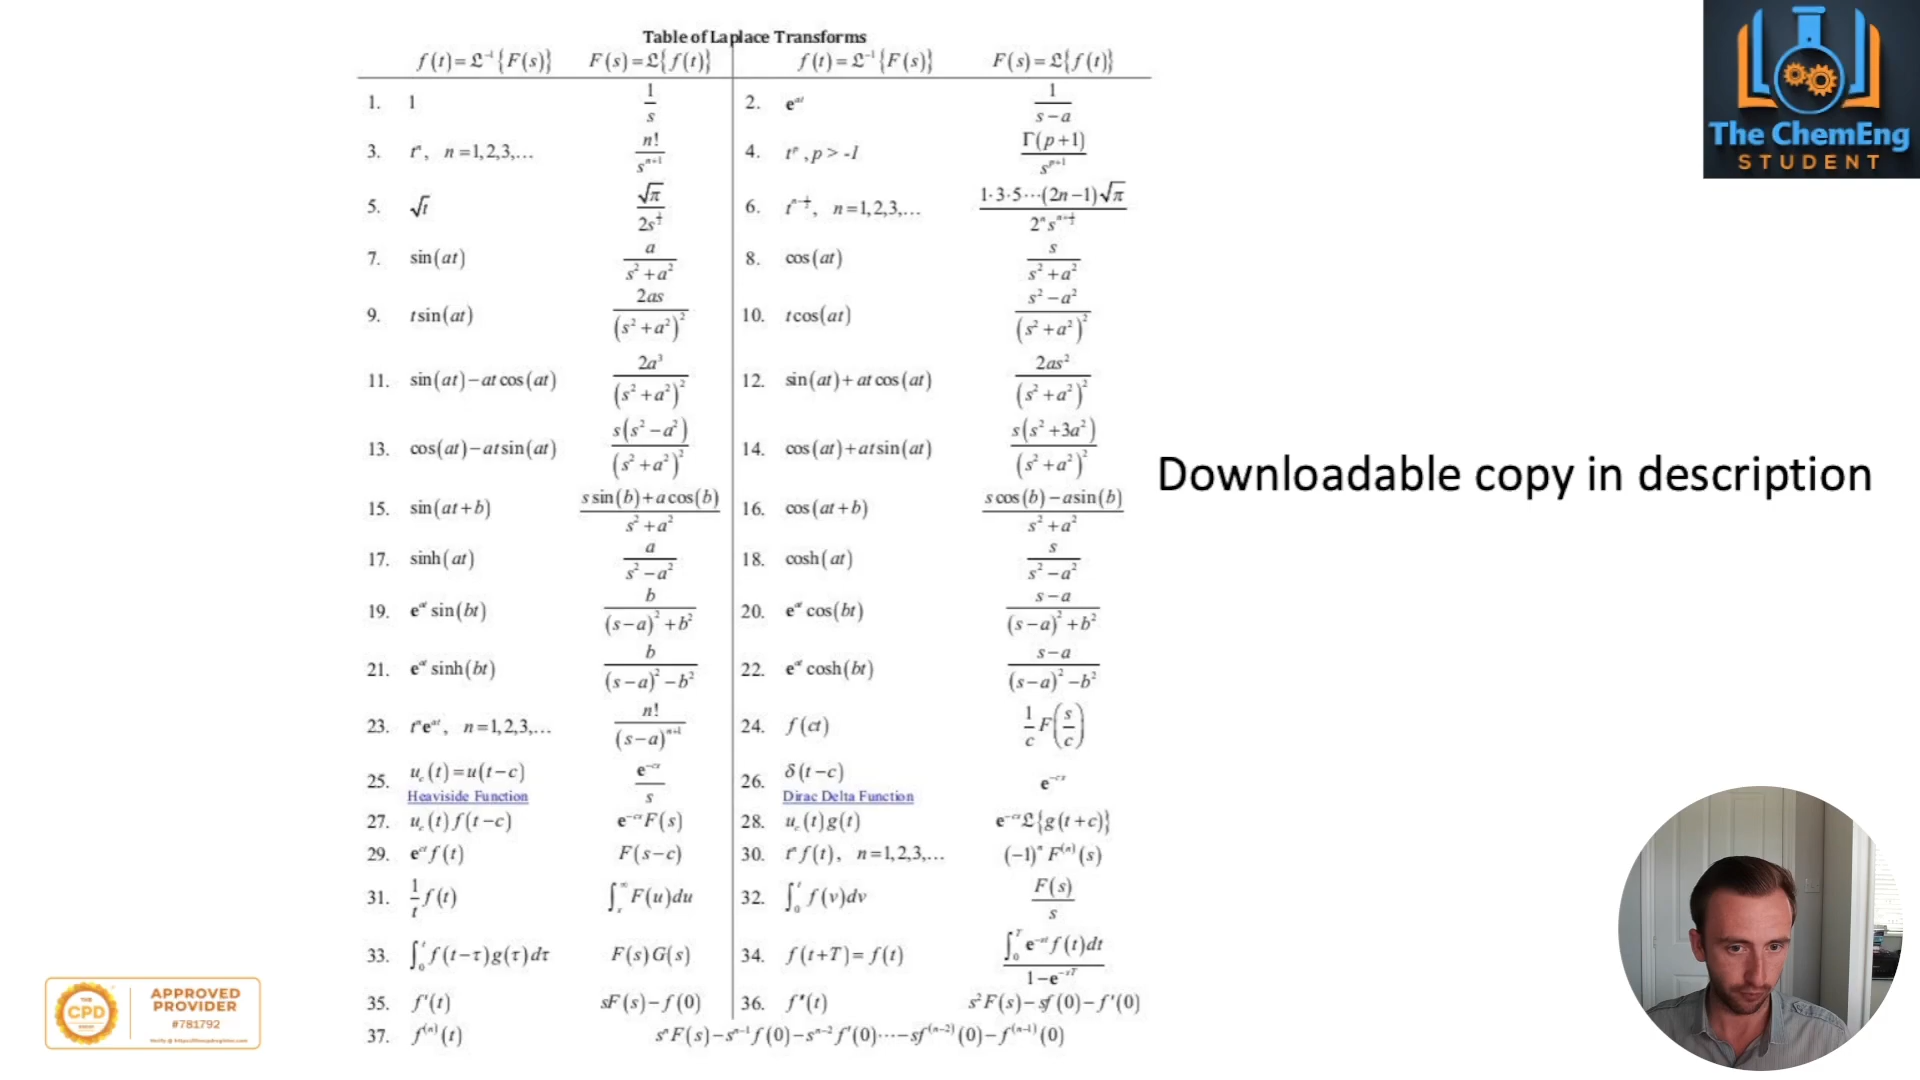 Table of Laplace Transforms
f(t) = 𝔏⁻¹{F(s)} F(s) = 𝔏{f(t)} f(t) = 𝔏⁻¹{F(s)} F(s) = 𝔏{f(t)}
1. 1 1/s 2. e^(at) 1/(s−a)
3. tⁿ, n=1,2,3,... n!/s^(n+1) 4. t^p, p > -1 Γ(p+1)/s^(p+1)
5. √t √π/(2s^(3/2)) 6. t^(n−1/2), n=1,2,3,... 1·3·5···(2n−1)√π/(2ⁿs^(n+1/2))
7. sin(at) a/(s²+a²) 8. cos(at) s/(s²+a²)
9. t sin(at) 2as/(s²+a²)² 10. t cos(at) (s²−a²)/(s²+a²)²
11. sin(at)−at cos(at) 2a³/(s²+a²)² 12. sin(at)+at cos(at) 2as²/(s²+a²)²
13. cos(at)−at sin(at) s(s²−a²)/(s²+a²)² 14. cos(at)+at sin(at) s(s²+3a²)/(s²+a²)²
15. sin(at+b) (s sin(b)+a cos(b))/(s²+a²) 16. cos(at+b) (s cos(b)−a sin(b))/(s²+a²)
17. sinh(at) a/(s²−a²) 18. cosh(at) s/(s²−a²)
19. e^(at) sin(bt) b/((s−a)²+b²) 20. e^(at) cos(bt) (s−a)/((s−a)²+b²)
21. e^(at) sinh(bt) b/((s−a)²−b²) 22. e^(at) cosh(bt) (s−a)/((s−a)²−b²)
23. tⁿe^(at), n=1,2,3,... n!/(s−a)^(n+1) 24. f(ct) (1/c)F(s/c)
25. u_c(t)=u(t−c) e^(−cs)/s 26. δ(t−c) e^(−cs)
Heaviside Function Dirac Delta Function
27. u_c(t)f(t−c) e^(−cs)F(s) 28. u_c(t)g(t) e^(−cs)𝔏{g(t+c)}
29. e^(ct)f(t) F(s−c) 30. tⁿf(t), n=1,2,3,... (−1)ⁿF^(n)(s)
31. (1/t)f(t) ∫_s^∞ F(u)du 32. ∫_0^t f(v)dv F(s)/s
33. ∫_0^t f(t−τ)g(τ)dτ F(s)G(s) 34. f(t+T)=f(t) ∫_0^T e^(−st)f(t)dt/(1−e^(−sT))
35. f'(t) sF(s)−f(0) 36. f''(t) s²F(s)−sf(0)−f'(0)
37. f^(n)(t) sⁿF(s)−s^(n−1)f(0)−s^(n−2)f'(0)···−sf^(n−2)(0)−f^(n−1)(0)
Downloadable copy in description
The ChemEng
STUDENT
THE
CPD
APPROVED
PROVIDER
#781792